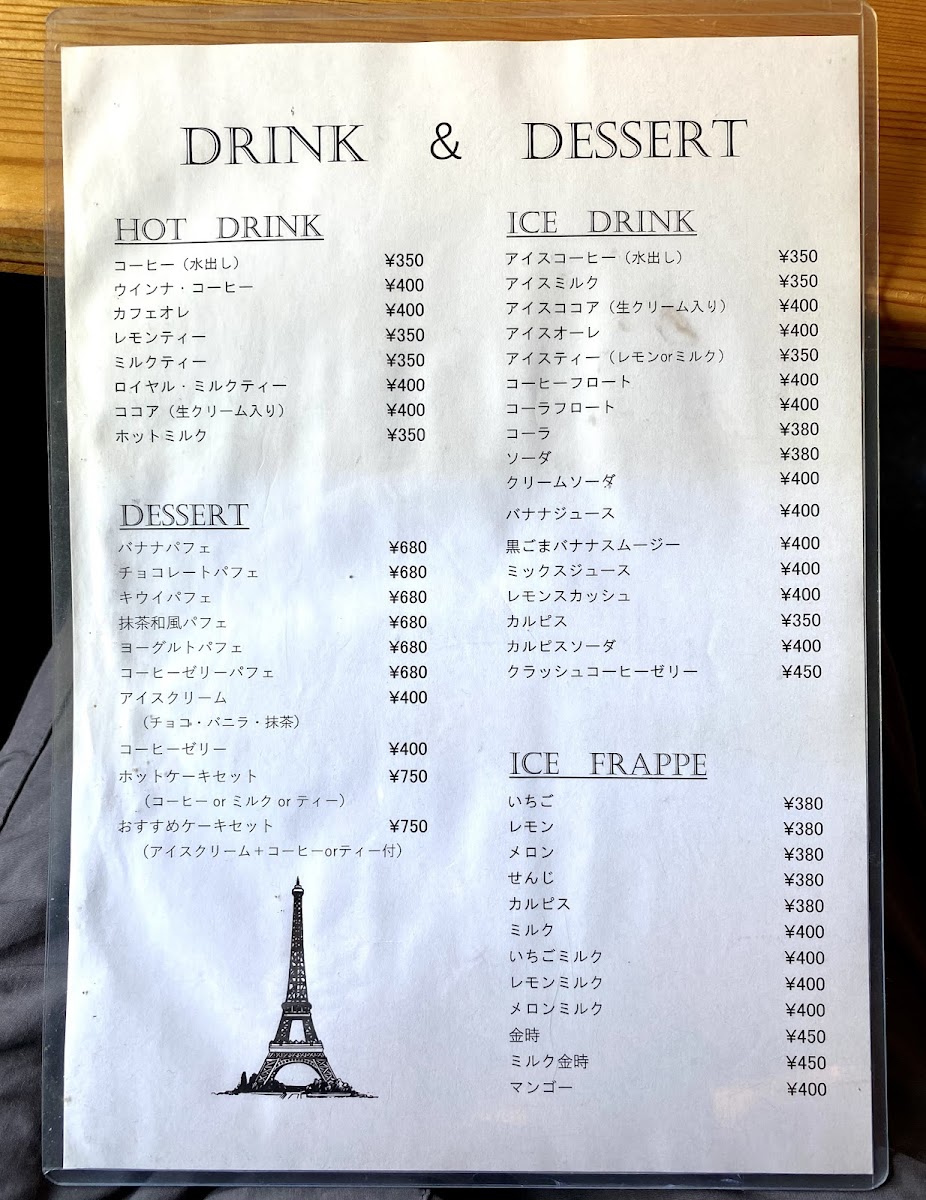 DRINK & DESSERT
HOT DRINK
コーヒー（水出し） ¥350
ウインナ・コーヒー ¥400
カフェオレ ¥400
レモンティー ¥350
ミルクティー ¥350
ロイヤル・ミルクティー ¥400
ココア（生クリーム入り） ¥400
ホットミルク ¥350
DESSERT
バナナパフェ ¥680
チョコレートパフェ ¥680
キウイパフェ ¥680
抹茶和風パフェ ¥680
ヨーグルトパフェ ¥680
コーヒーゼリーパフェ ¥680
アイスクリーム ¥400
（チョコ・バニラ・抹茶）
コーヒーゼリー ¥400
ホットケーキセット ¥750
（コーヒー or ミルク or ティー）
おすすめケーキセット ¥750
（アイスクリーム＋コーヒーorティー付）
ICE DRINK
アイスコーヒー（水出し） ¥350
アイスミルク ¥350
アイスココア（生クリーム入り） ¥400
アイスオーレ ¥400
アイスティー（レモンorミルク） ¥350
コーヒーフロート ¥400
コーラフロート ¥400
コーラ ¥380
ソーダ ¥380
クリームソーダ ¥400
バナナジュース ¥400
黒ごまバナナスムージー ¥400
ミックスジュース ¥400
レモンスカッシュ ¥400
カルピス ¥350
カルピスソーダ ¥400
クラッシュコーヒーゼリー ¥450
ICE FRAPPE
いちご ¥380
レモン ¥380
メロン ¥380
せんじ ¥380
カルピス ¥380
ミルク ¥400
いちごミルク ¥400
レモンミルク ¥400
メロンミルク ¥400
金時 ¥450
ミルク金時 ¥450
マンゴー ¥400